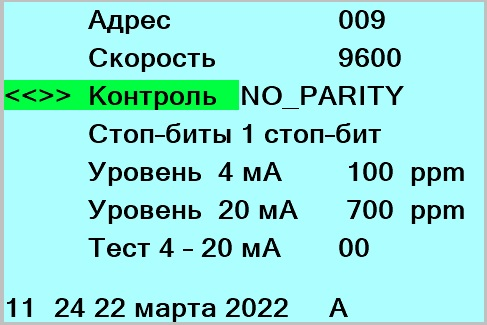 Адрес 009
Скорость 9600
<<>> Контроль NO_PARITY
Стоп-биты 1 стоп-бит
Уровень 4 мА 100 ppm
Уровень 20 мА 700 ppm
Тест 4 - 20 мА 00
11 24 22 марта 2022 А